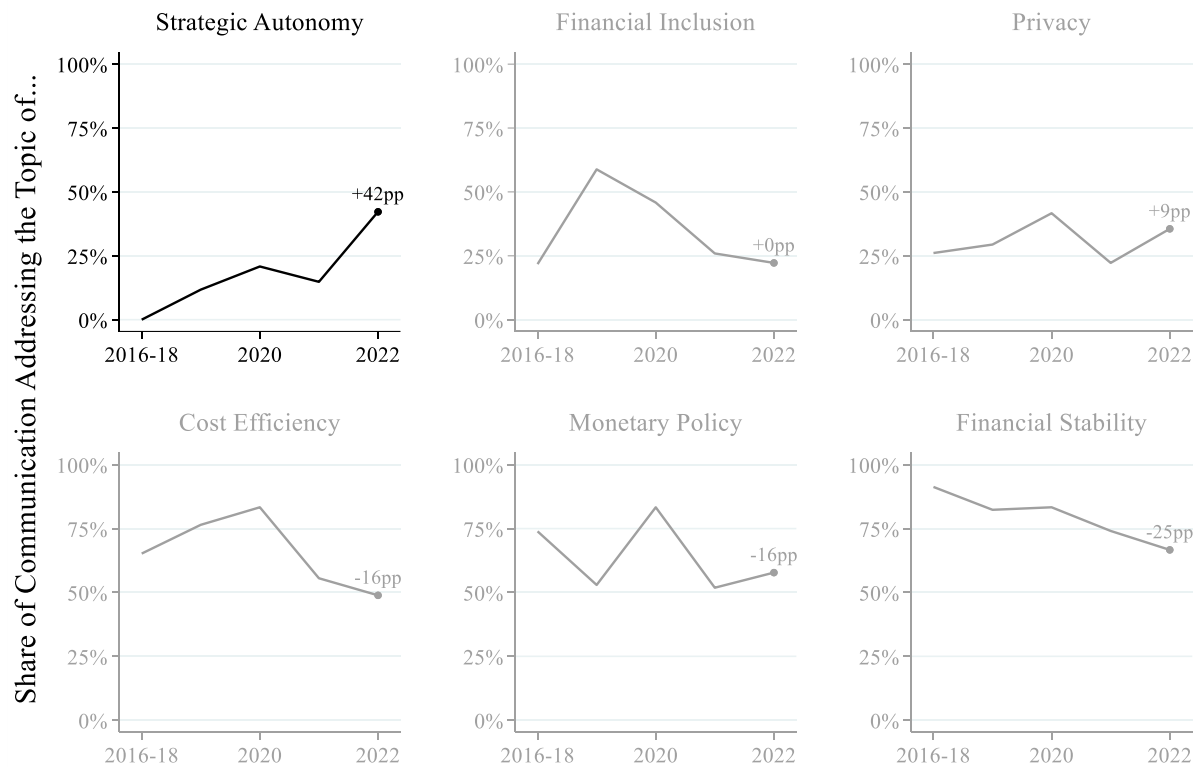 Share of Communication Addressing the Topic of...
Strategic Autonomy
100%
75%
50%
25%
0%
+42pp
2016-18 2020 2022
Financial Inclusion
100%
75%
50%
25%
0%
+0pp
2016-18 2020 2022
Privacy
100%
75%
50%
25%
0%
+9pp
2016-18 2020 2022
Cost Efficiency
100%
75%
50%
25%
0%
-16pp
2016-18 2020 2022
Monetary Policy
100%
75%
50%
25%
0%
-16pp
2016-18 2020 2022
Financial Stability
100%
75%
50%
25%
0%
-25pp
2016-18 2020 2022